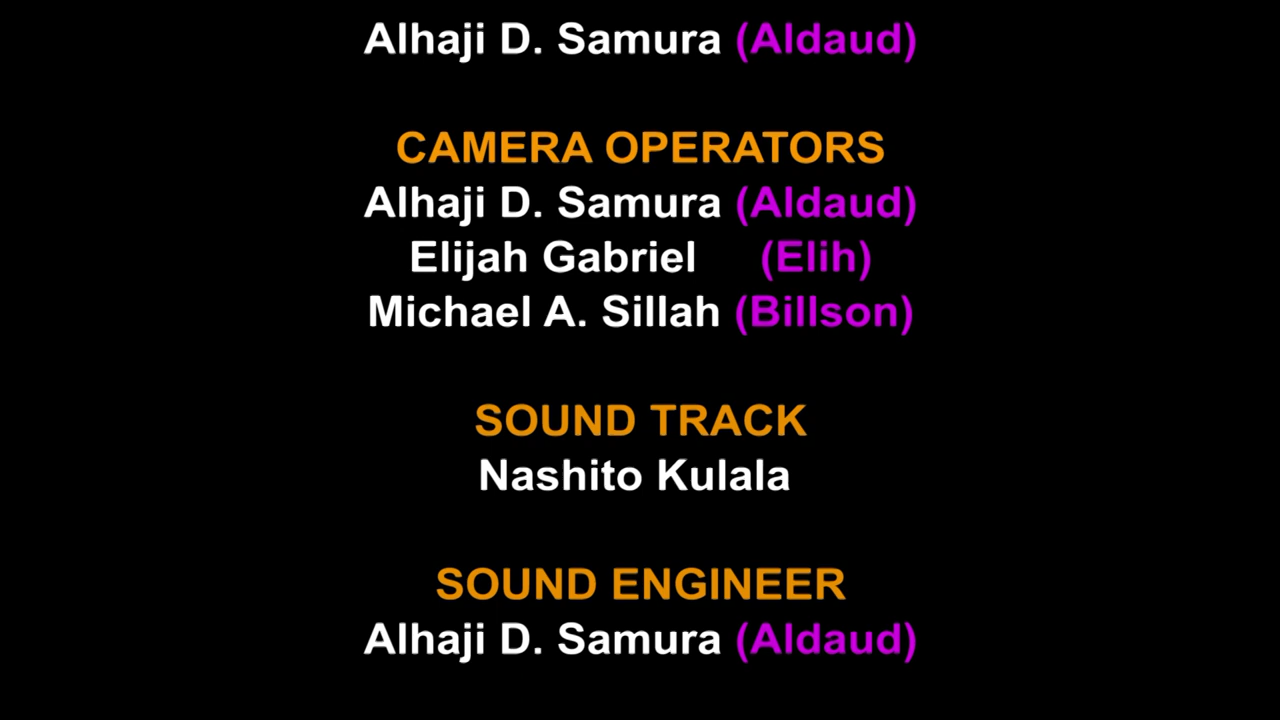 Alhaji D. Samura (Aldaud)
CAMERA OPERATORS
Alhaji D. Samura (Aldaud)
Elijah Gabriel (Elih)
Michael A. Sillah (Billson)
SOUND TRACK
Nashito Kulala
SOUND ENGINEER
Alhaji D. Samura (Aldaud)